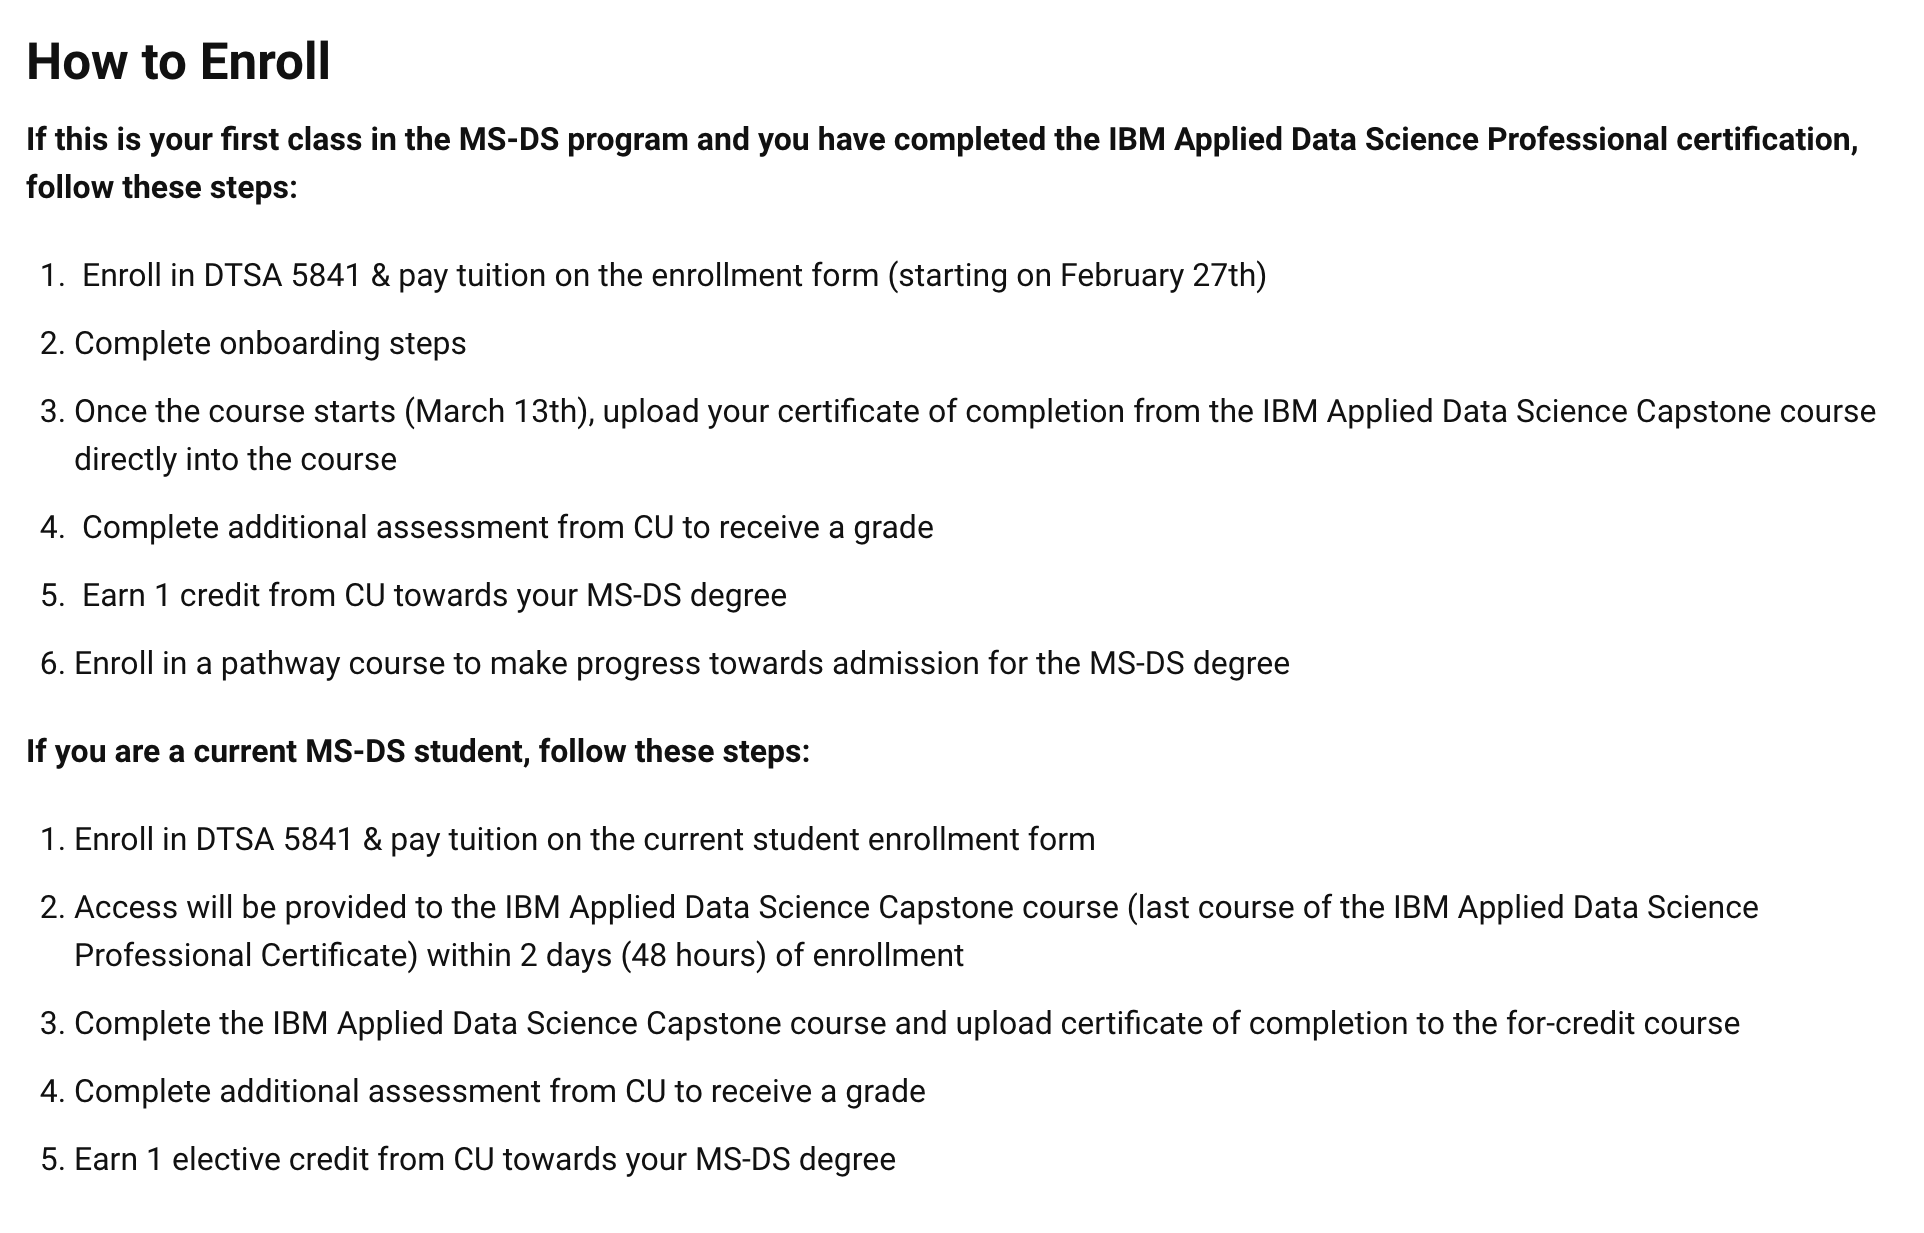 How to Enroll
If this is your first class in the MS-DS program and you have completed the IBM Applied Data Science Professional certification,
follow these steps:
1. Enroll in DTSA 5841 & pay tuition on the enrollment form (starting on February 27th)
2. Complete onboarding steps
3. Once the course starts (March 13th), upload your certificate of completion from the IBM Applied Data Science Capstone course
directly into the course
4. Complete additional assessment from CU to receive a grade
5. Earn 1 credit from CU towards your MS-DS degree
6. Enroll in a pathway course to make progress towards admission for the MS-DS degree
If you are a current MS-DS student, follow these steps:
1. Enroll in DTSA 5841 & pay tuition on the current student enrollment form
2. Access will be provided to the IBM Applied Data Science Capstone course (last course of the IBM Applied Data Science
Professional Certificate) within 2 days (48 hours) of enrollment
3. Complete the IBM Applied Data Science Capstone course and upload certificate of completion to the for-credit course
4. Complete additional assessment from CU to receive a grade
5. Earn 1 elective credit from CU towards your MS-DS degree